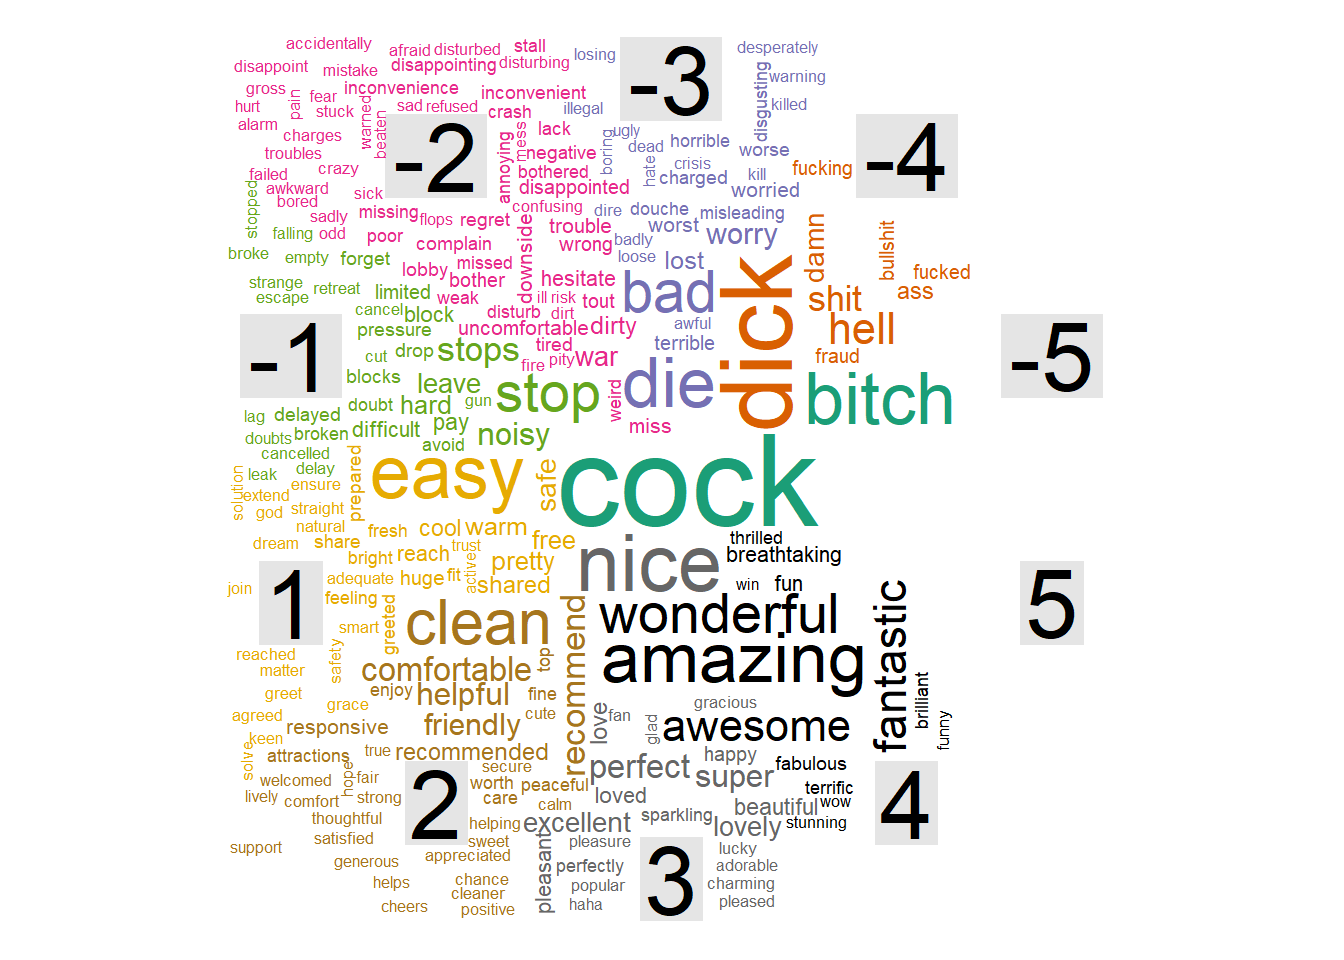 accidentally
afraid disturbed stall
losing
-3
desperately
disappoint mistake disappointing disturbing
disgusting warning
gross pain fear inconvenience inconvenient
killed
hurt stuck warned beaten sad refused crash illegal
alarm charges
-2
annoying mess lack boring ugly dead horrible worse
-4
troubles negative hate crisis kill fucking
failed crazy bothered charged worried
awkward sick disappointed
bored
stopped sadly missing flops regret confusing dire douche misleading
falling odd poor complain downside trouble badly worst worry damn bullshit
broke empty forget wrong loose lost
strange retreat lobby missed hesitate bad dick fucked
escape limited weak bother ill risk tout shit ass
cancel block disturb dirt awful hell
-1
pressure uncomfortable dirty terrible
-5
cut drop stops tired fire pity war fraud
blocks leave stop weird die bitch
lag delayed doubt hard gun pay miss
doubts broken difficult avoid noisy
cancelled
solution leak delay prepared easy safe cock
extend ensure
god straight
natural fresh cool warm free nice thrilled
dream share bright reach trust pretty breathtaking
1
join adequate huge fit active shared win fun
5
feeling greeted clean recommend wonderful fantastic
smart
reached safety comfortable top amazing
matter
greet enjoy helpful fine gracious brilliant
agreed grace responsive friendly cute love fan glad awesome funny
keen
solve attractions true recommended happy
welcomed hope fair
2
secure perfect super fabulous
4
lively comfort strong worth peaceful care loved beautiful terrific wow
thoughtful calm sparkling
satisfied helping excellent lovely stunning
support sweet pleasure lucky
generous appreciated pleasant perfectly
3
adorable
helps chance popular charming
cleaner
cheers positive haha pleased